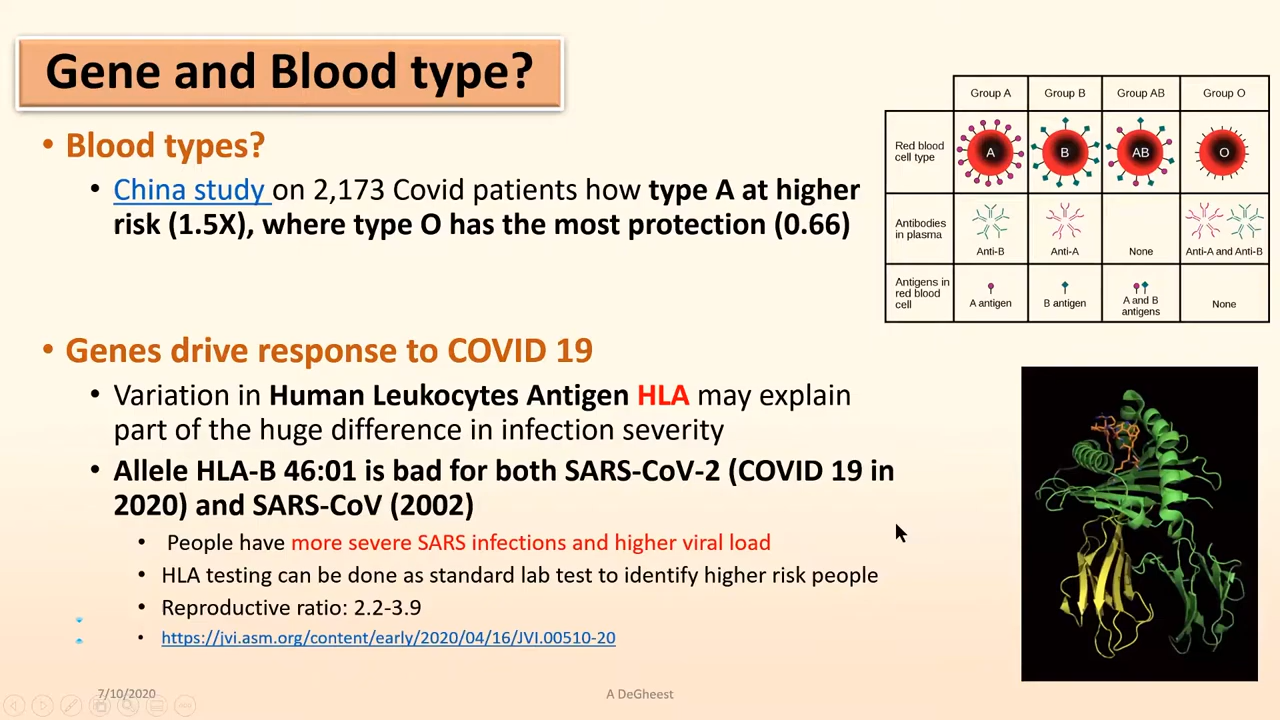 Gene and Blood type?
• Blood types?
• China study on 2,173 Covid patients how type A at higher
risk (1.5X), where type O has the most protection (0.66)
• Genes drive response to COVID 19
• Variation in Human Leukocytes Antigen HLA may explain
part of the huge difference in infection severity
• Allele HLA-B 46:01 is bad for both SARS-CoV-2 (COVID 19 in
2020) and SARS-CoV (2002)
• People have more severe SARS infections and higher viral load
• HLA testing can be done as standard lab test to identify higher risk people
• Reproductive ratio: 2.2-3.9
• https://jvi.asm.org/content/early/2020/04/16/JVI.00510-20
Group A Group B Group AB Group O
Red blood
cell type
A B AB O
Antibodies
in plasma
Anti-B Anti-A None Anti-A and Anti-B
Antigens in
red blood
cell
A antigen B antigen A and B
antigens
None
7/10/2020
A DeGheest